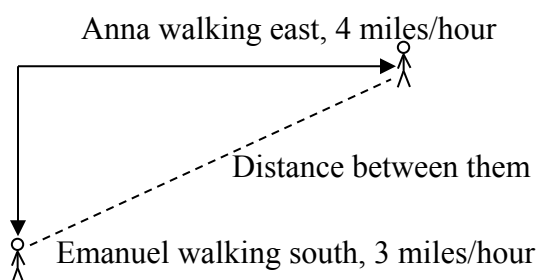 Anna walking east, 4 miles/hour
Distance between them
Emanuel walking south, 3 miles/hour